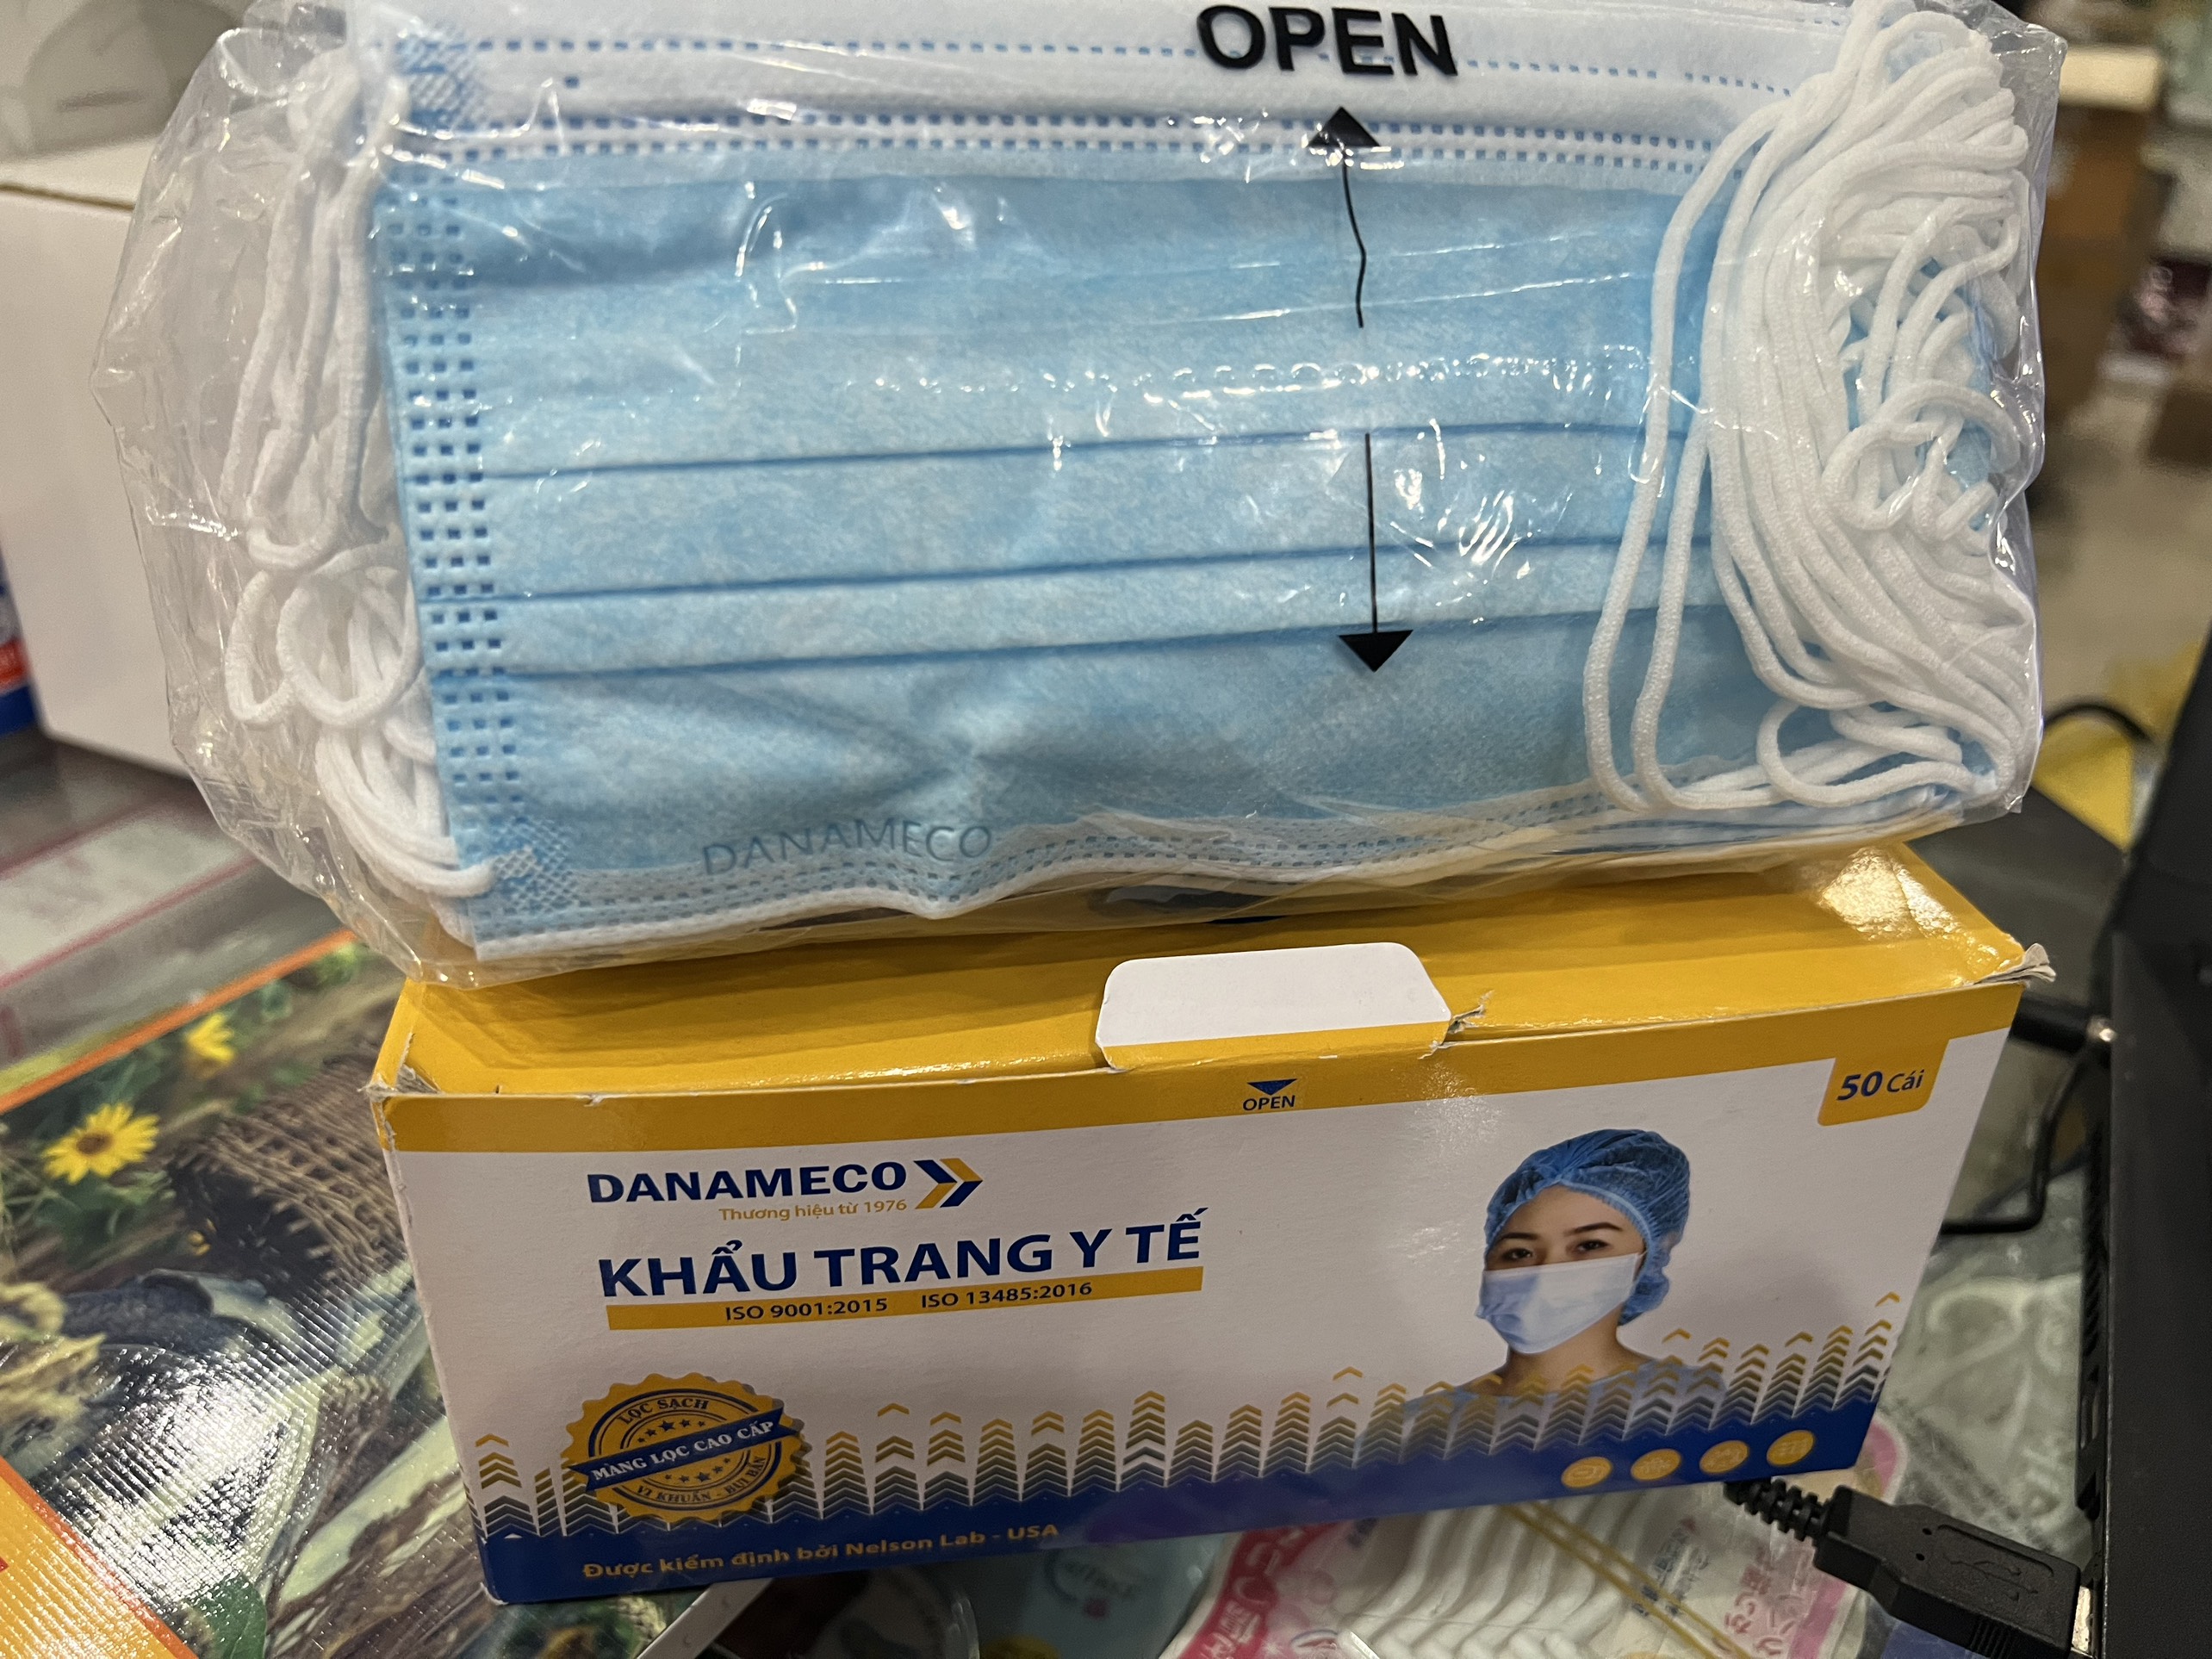 OPEN
DANAMECO
OPEN
50 Cái
DANAMECO
Thương hiệu từ 1976
KHẨU TRANG Y TẾ
ISO 9001:2015 ISO 13485:2016
LỌC SẠCH
MÀNG LỌC CAO CẤP
VI KHUẨN - BỤI BẨN
Được kiểm định bởi Nelson Lab - USA